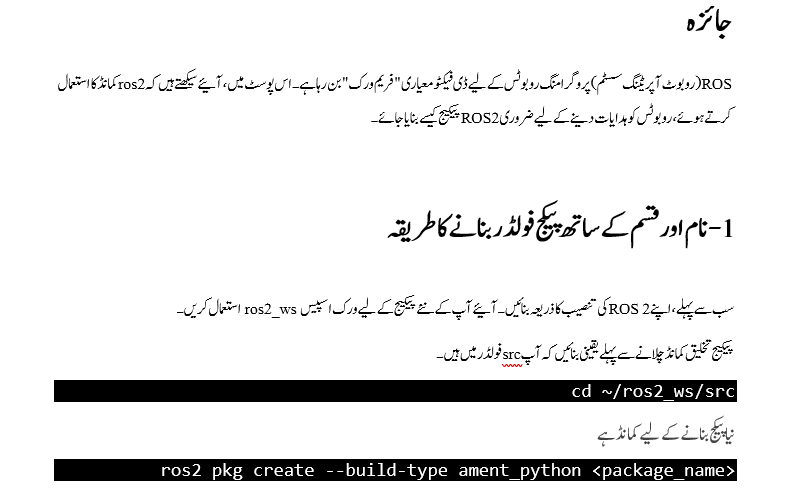 جائزہ
ROS(روبوٹ آپریٹنگ سسٹم) پروگرامنگ روبوٹس کے لیے ڈی فیکٹو معیاری "فریم ورک" بن رہا ہے۔ اس پوسٹ میں، آئیے سیکھتے ہیں کہ ros2 کمانڈ کا استعمال
کرتے ہوئے، روبوٹس کو ہدایات دینے کے لیے ضروری ROS2 پیکیج کیسے بنایا جائے۔
1- نام اور قسم کے ساتھ پیکج فولڈر بنانے کا طریقہ
سب سے پہلے، اپنے ROS 2 کی تنصیب کا ذریعہ بنائیں۔ آئیے آپ کے نئے پیکیج کے لیے ورک اسپیس ros2_ws استعمال کریں۔
پیکیج تخلیق کمانڈ چلانے سے پہلے یقینی بنائیں کہ آپ src فولڈر میں ہیں۔
cd ~/ros2_ws/src
نیا پیکج بنانے کے لیے کمانڈ ہے
ros2 pkg create --build-type ament_python <package_name>